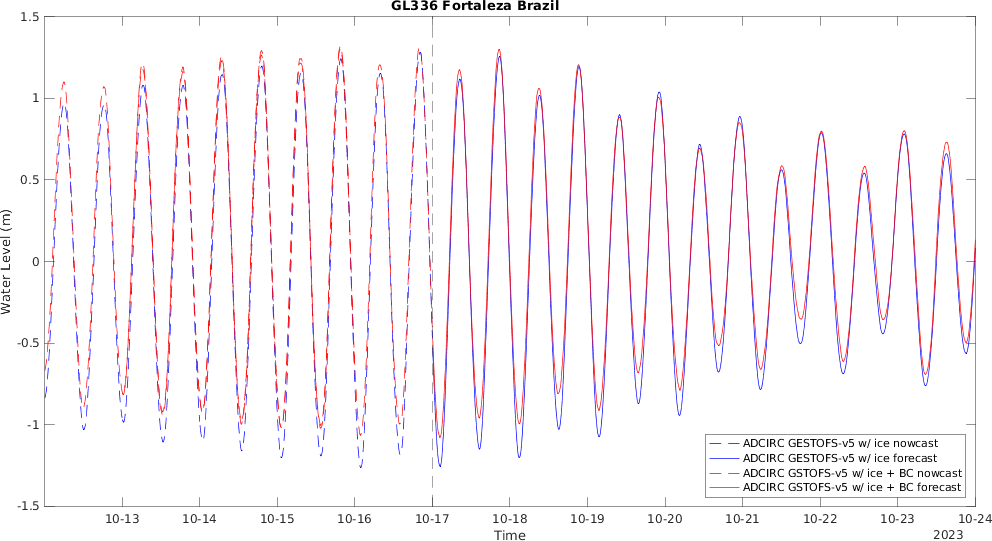 GL336 Fortaleza Brazil
1.5
1
0.5
0
-0.5
-1
-1.5
Water Level (m)
10-13
10-14
10-15
10-16
10-17
10-18
10-19
10-20
10-21
10-22
10-23
10-24
Time
2023
ADCIRC GESTOFS-v5 w/ ice nowcast
ADCIRC GESTOFS-v5 w/ ice forecast
ADCIRC GSTOFS-v5 w/ ice + BC nowcast
ADCIRC GSTOFS-v5 w/ ice + BC forecast